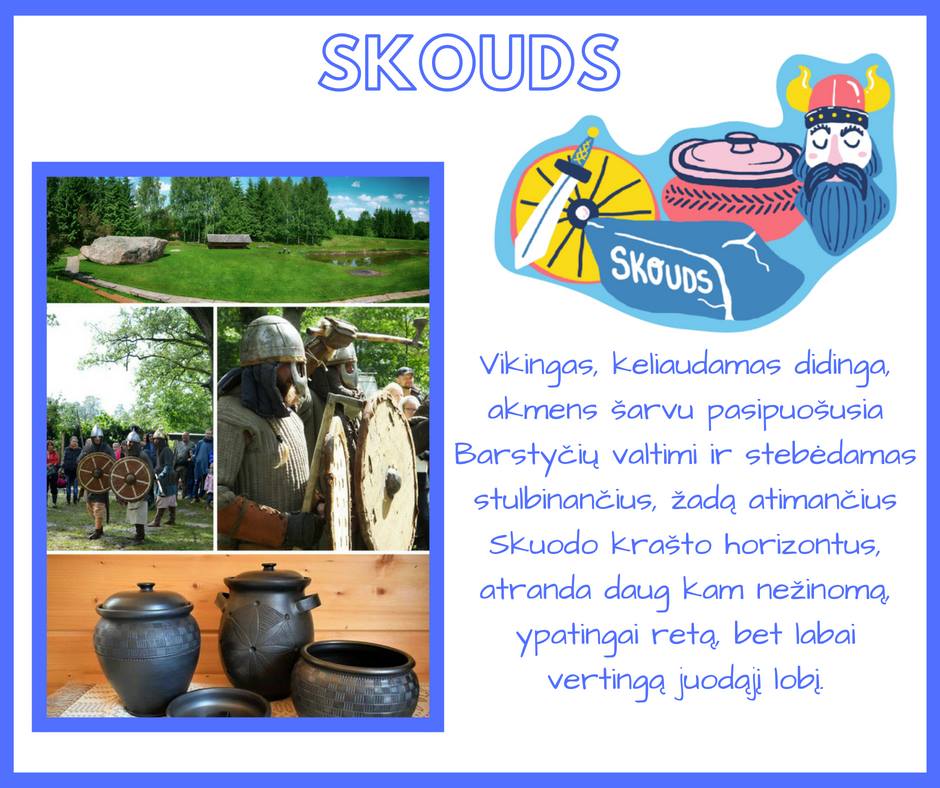 SKOUDS
SKOUDS
Vikingas, keliaudamas didinga,
akmens šarvu pasipuošusia
Barstyčių valtimi ir stebėdamas
stulbinančius, žadą atimančius
Skuodo krašto horizontus,
atranda daug kam nežinomą,
ypatingai retą, bet labai
vertingą juodąjį lobį.